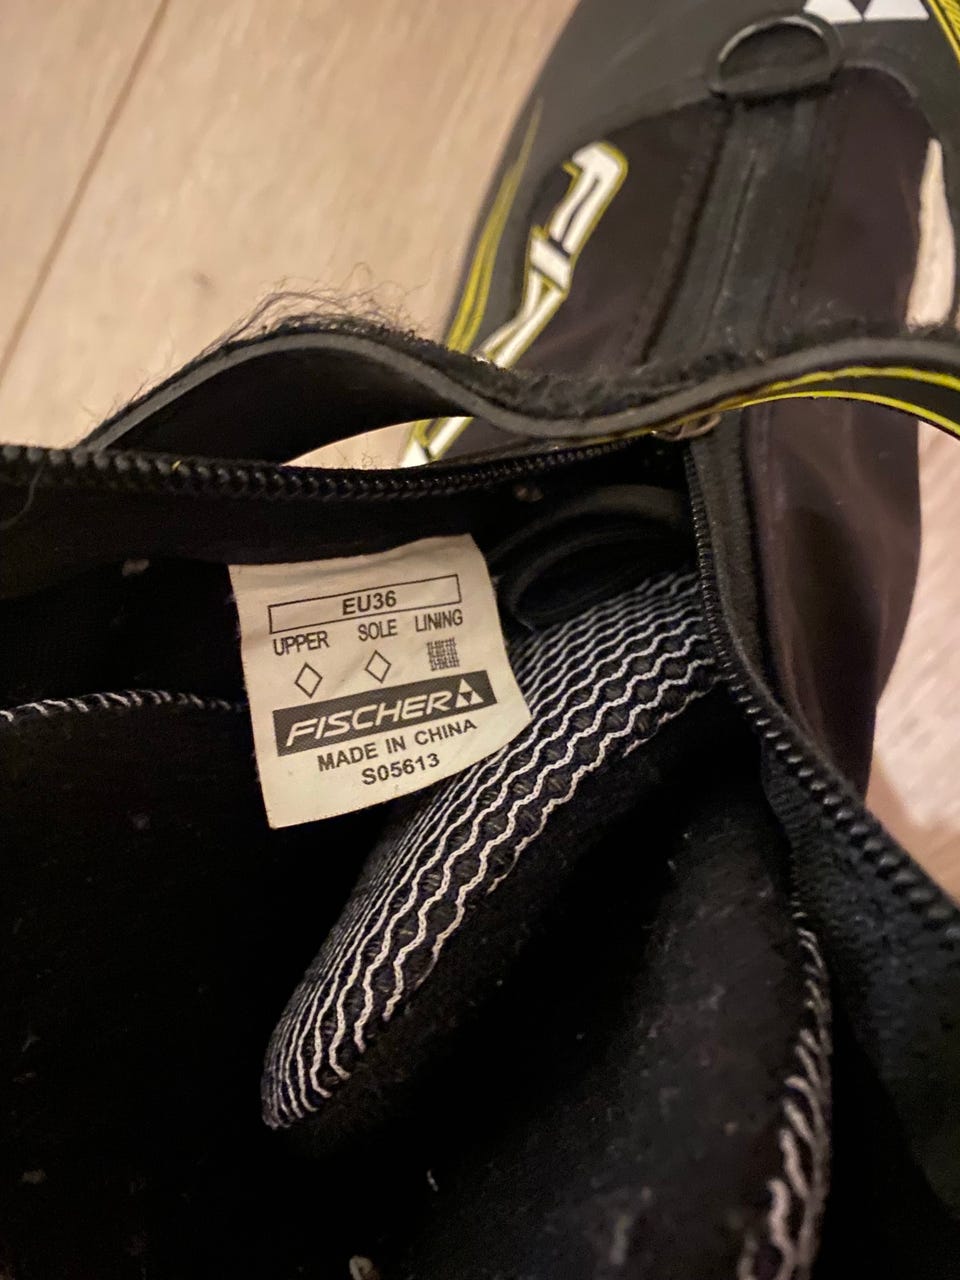 EU36
UPPER SOLE LINING
FISCHER
MADE IN CHINA
S05613